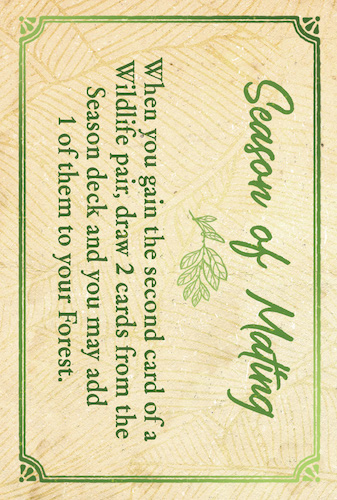 Season of Mating
When you gain the second card of a
Wildlife pair, draw 2 cards from the
Season deck and you may add
1 of them to your Forest.